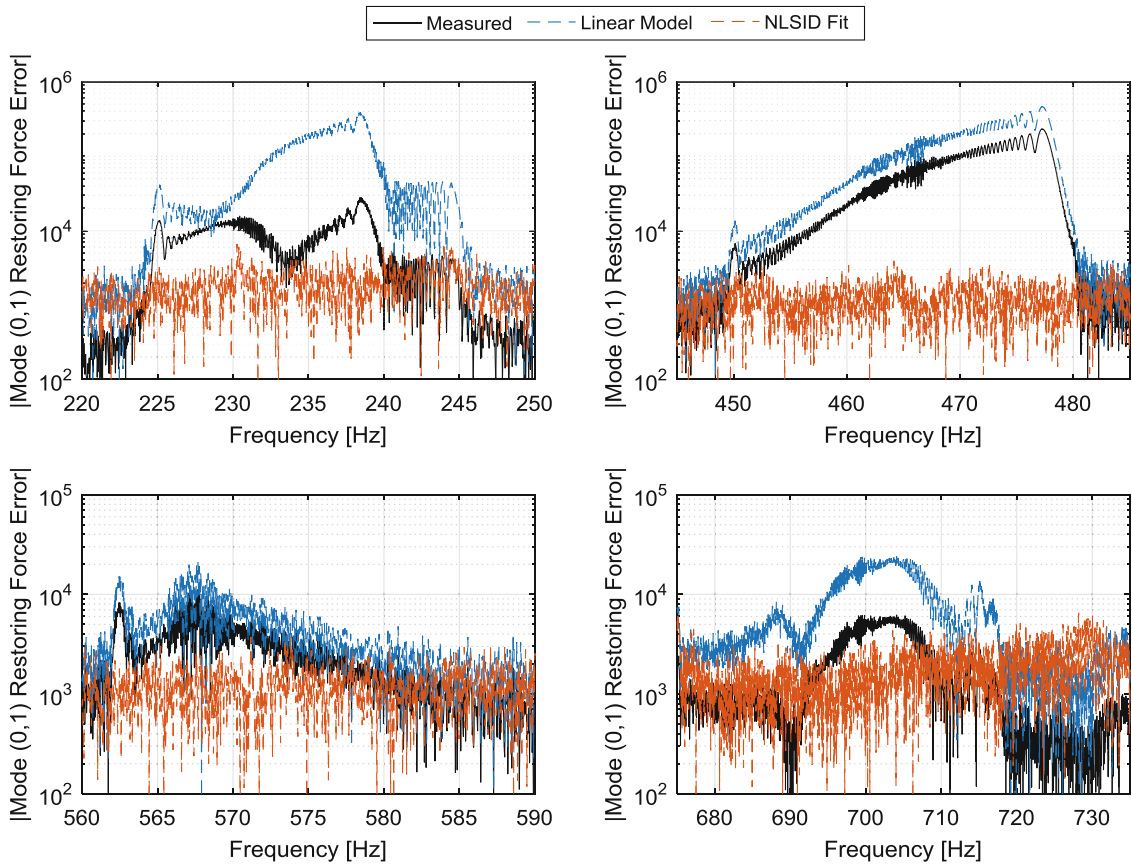 Measured Linear Model NLSID Fit
|Mode (0,1) Restoring Force Error|
10^6
10^4
10^2
220 225 230 235 240 245 250
Frequency [Hz]
|Mode (0,1) Restoring Force Error|
10^6
10^4
10^2
450 460 470 480
Frequency [Hz]
|Mode (0,1) Restoring Force Error|
10^5
10^4
10^3
10^2
560 565 570 575 580 585 590
Frequency [Hz]
|Mode (0,1) Restoring Force Error|
10^5
10^4
10^3
10^2
680 690 700 710 720 730
Frequency [Hz]